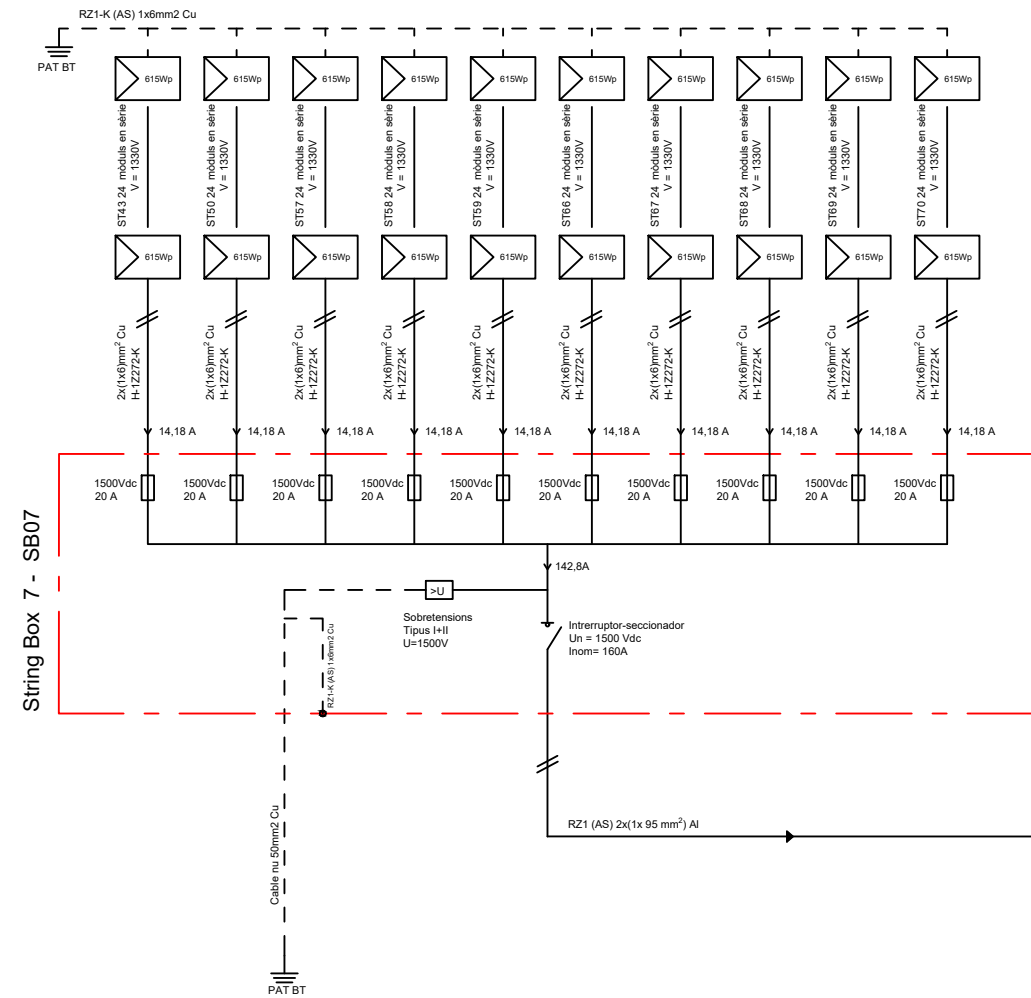 RZ1-K (AS) 1x6mm2 Cu
PAT BT
615Wp
615Wp
615Wp
615Wp
615Wp
615Wp
615Wp
615Wp
615Wp
615Wp
ST43 24 mòduls en sèrie
V = 1330V
ST50 24 mòduls en sèrie
V = 1330V
ST57 24 mòduls en sèrie
V = 1330V
ST58 24 mòduls en sèrie
V = 1330V
ST59 24 mòduls en sèrie
V = 1330V
ST66 24 mòduls en sèrie
V = 1330V
ST67 24 mòduls en sèrie
V = 1330V
ST68 24 mòduls en sèrie
V = 1330V
ST69 24 mòduls en sèrie
V = 1330V
ST70 24 mòduls en sèrie
V = 1330V
615Wp
615Wp
615Wp
615Wp
615Wp
615Wp
615Wp
615Wp
615Wp
615Wp
2x(1x6)mm² Cu
H-1Z272-K
2x(1x6)mm² Cu
H-1Z272-K
2x(1x6)mm² Cu
H-1Z272-K
2x(1x6)mm² Cu
H-1Z272-K
2x(1x6)mm² Cu
H-1Z272-K
2x(1x6)mm² Cu
H-1Z272-K
2x(1x6)mm² Cu
H-1Z272-K
2x(1x6)mm² Cu
H-1Z272-K
2x(1x6)mm² Cu
H-1Z272-K
2x(1x6)mm² Cu
H-1Z272-K
14,18 A
14,18 A
14,18 A
14,18 A
14,18 A
14,18 A
14,18 A
14,18 A
14,18 A
14,18 A
1500Vdc
20 A
1500Vdc
20 A
1500Vdc
20 A
1500Vdc
20 A
1500Vdc
20 A
1500Vdc
20 A
1500Vdc
20 A
1500Vdc
20 A
1500Vdc
20 A
1500Vdc
20 A
String Box 7 - SB07
142,8A
>U
Sobretensions
Tipus I+II
U=1500V
Intrerruptor-seccionador
Un = 1500 Vdc
Inom= 160A
RZ1-K (AS) 1x6mm2 Cu
RZ1 (AS) 2x(1x 95 mm²) Al
Cable nu 50mm2 Cu
PAT BT